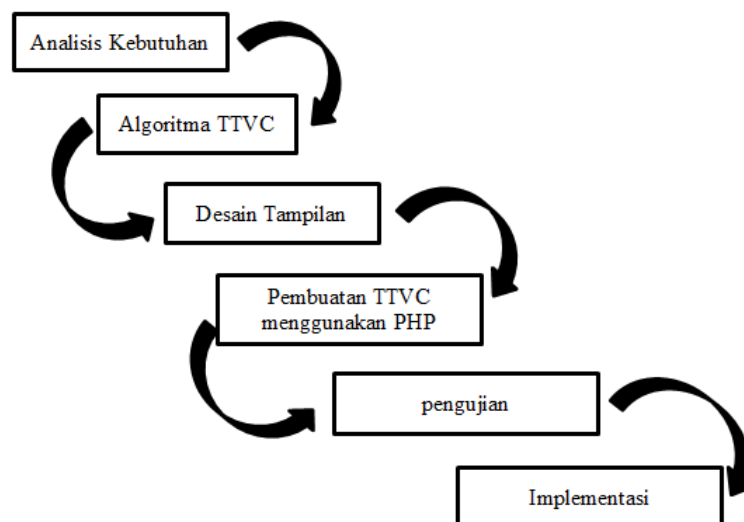 Analisis Kebutuhan
Algoritma TTVC
Desain Tampilan
Pembuatan TTVC
menggunakan PHP
pengujian
Implementasi